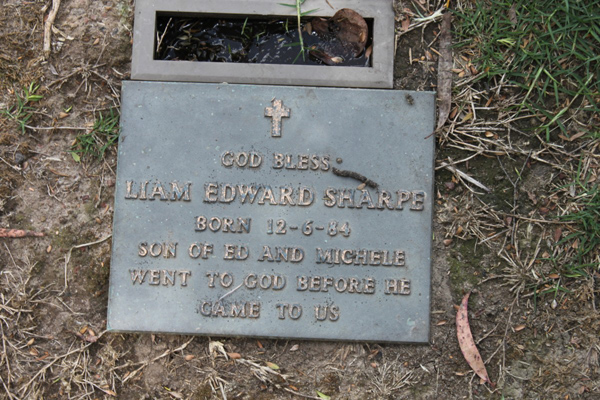 GOD BLESS
LIAM EDWARD SHARPE
BORN 12-6-84
SON OF ED AND MICHELE
WENT TO GOD BEFORE HE
CAME TO US